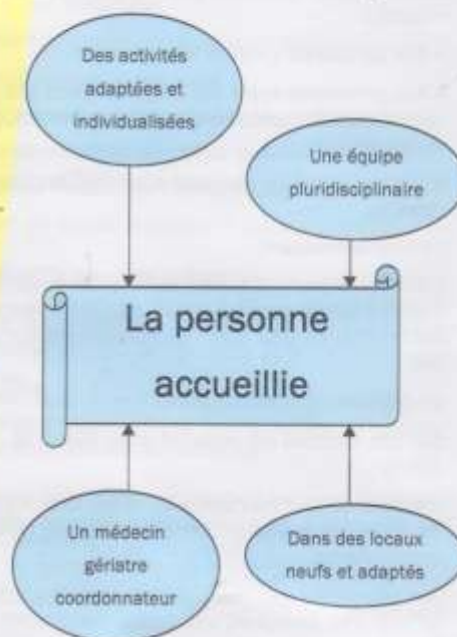 Des activités
adaptées et
individualisées
Une équipe
pluridisciplinaire
La personne
accueillie
Un médecin
gériatre
coordonnateur
Dans des locaux
neufs et adaptés